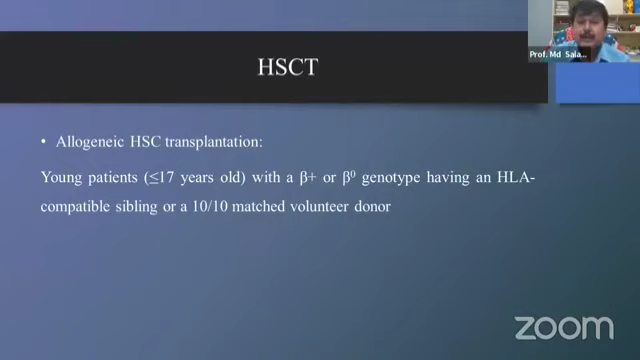 Prof. Md Sala...
HSCT
• Allogeneic HSC transplantation:
Young patients (≤17 years old) with a β+ or β⁰ genotype having an HLA-
compatible sibling or a 10/10 matched volunteer donor
zoom